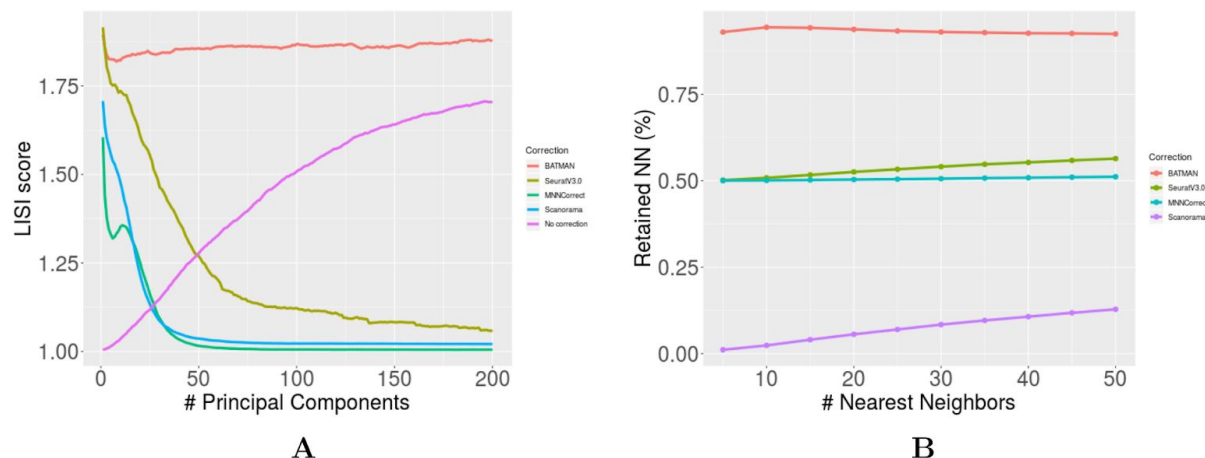 LISI score
1.75
1.50
1.25
1.00
0
50
100
150
200
# Principal Components
Correction
BATMAN
SeuratV3.0
MNNCorrect
Scanorama
No correction
A
Retained NN (%)
0.75
0.50
0.25
0.00
10
20
30
40
50
# Nearest Neighbors
Correction
BATMAN
SeuratV3.0
MNNCorrect
Scanorama
B